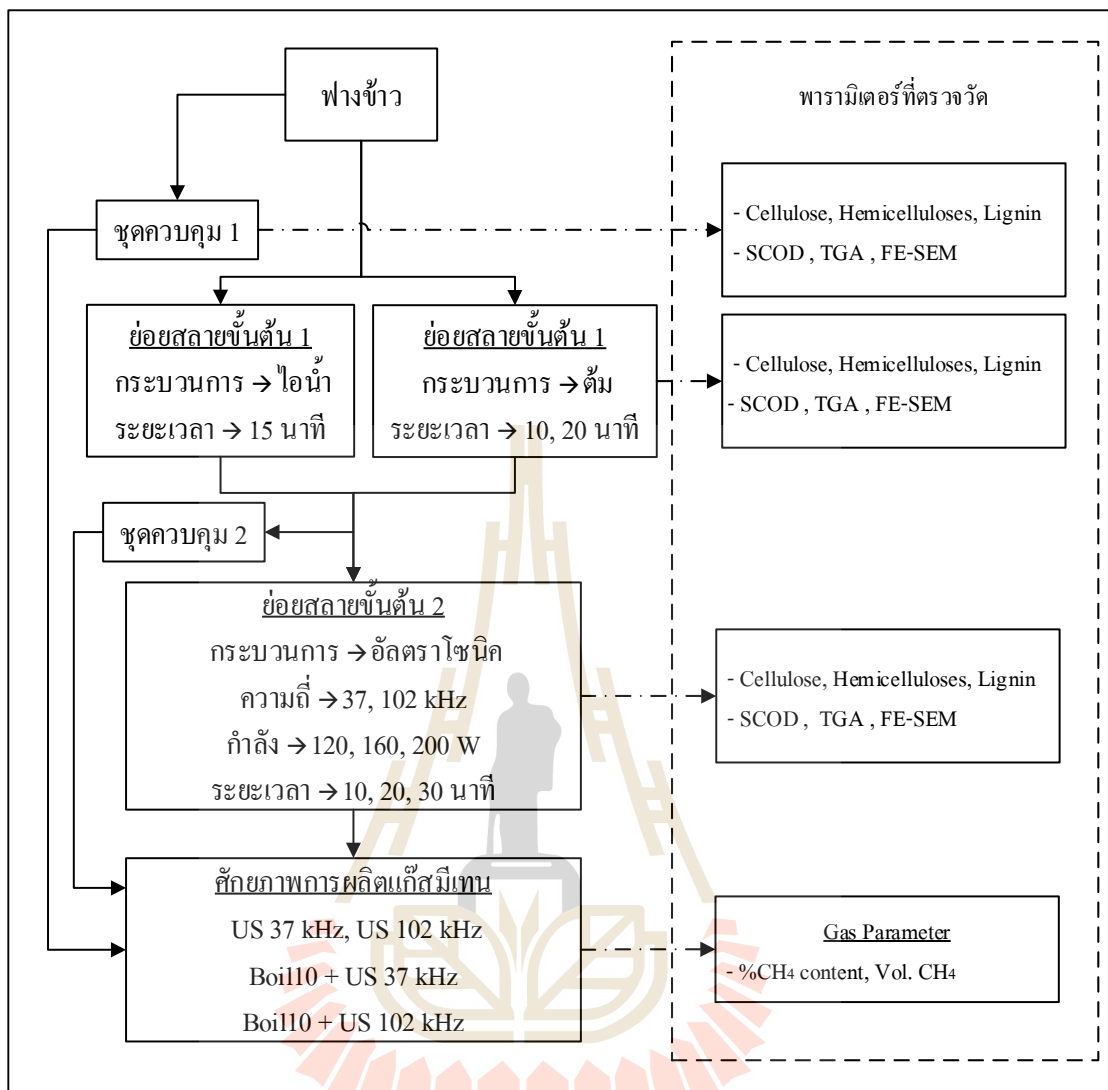 ฟางข้าว
พารามิเตอร์ที่ตรวจวัด
ชุดควบคุม 1
- Cellulose, Hemicelluloses, Lignin
- SCOD , TGA , FE-SEM
ย่อยสลายขั้นต้น 1
กระบวนการ → ไอน้ำ
ระยะเวลา → 15 นาที
ย่อยสลายขั้นต้น 1
กระบวนการ → ต้ม
ระยะเวลา → 10, 20 นาที
- Cellulose, Hemicelluloses, Lignin
- SCOD , TGA , FE-SEM
ชุดควบคุม 2
ย่อยสลายขั้นต้น 2
กระบวนการ → อัลตราโซนิค
ความถี่ → 37, 102 kHz
กำลัง → 120, 160, 200 W
ระยะเวลา → 10, 20, 30 นาที
- Cellulose, Hemicelluloses, Lignin
- SCOD , TGA , FE-SEM
ศักยภาพการผลิตแก๊สมีเทน
US 37 kHz, US 102 kHz
Boil10 + US 37 kHz
Boil10 + US 102 kHz
Gas Parameter
- %CH4 content, Vol. CH4